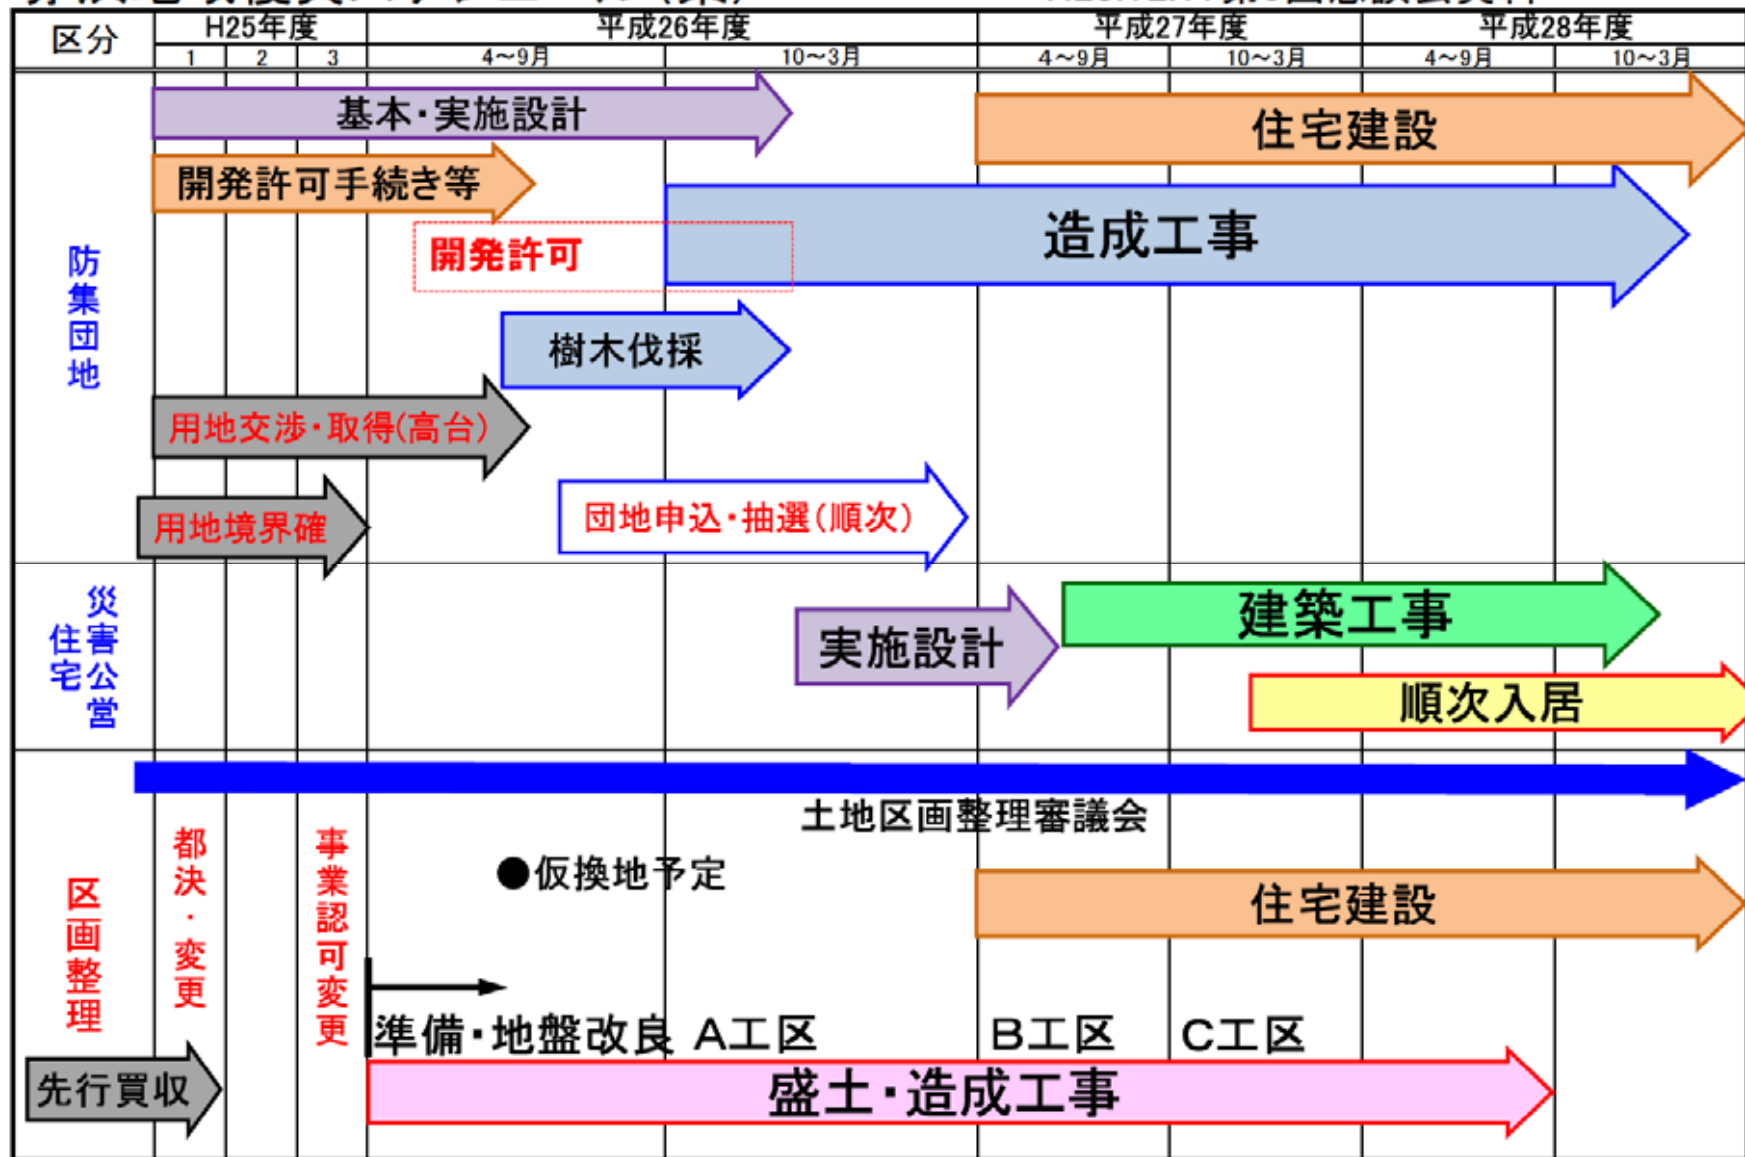 区分
H25年度
平成26年度
平成27年度
平成28年度
1
2
3
4～9月
10～3月
4～9月
10～3月
4～9月
10～3月
防集団地
基本・実施設計
住宅建設
開発許可手続き等
造成工事
開発許可
樹木伐採
用地交渉・取得(高台)
団地申込・抽選(順次)
用地境界確
災害公営
住宅
建築工事
実施設計
順次入居
区画整理
土地区画整理審議会
都決・変更
事業認可変更
●仮換地予定
住宅建設
準備・地盤改良
A工区
B工区
C工区
先行買収
盛土・造成工事